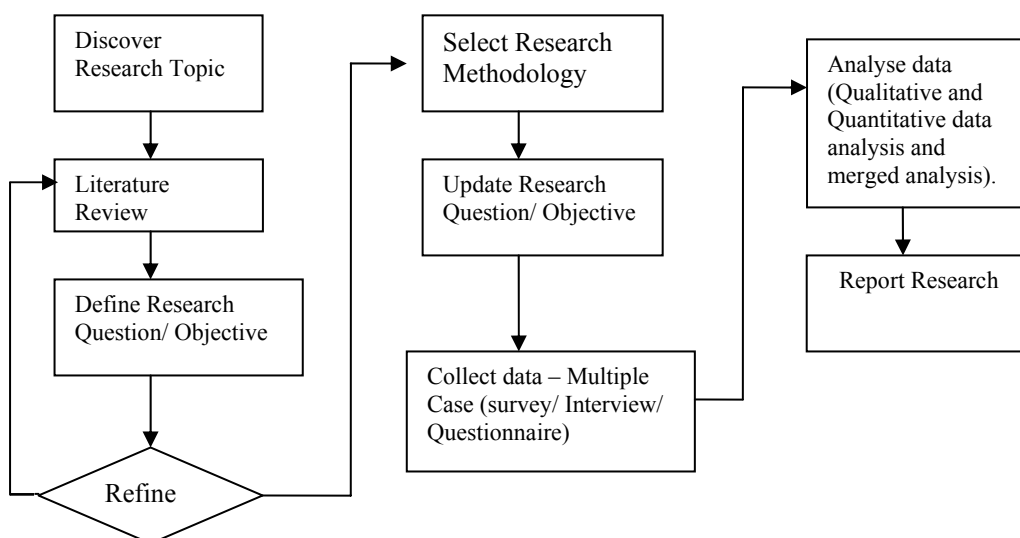 Discover
Research Topic
Literature
Review
Define Research
Question/ Objective
Refine
Select Research
Methodology
Update Research
Question/ Objective
Collect data – Multiple
Case (survey/ Interview/
Questionnaire)
Analyse data
(Qualitative and
Quantitative data
analysis and
merged analysis).
Report Research